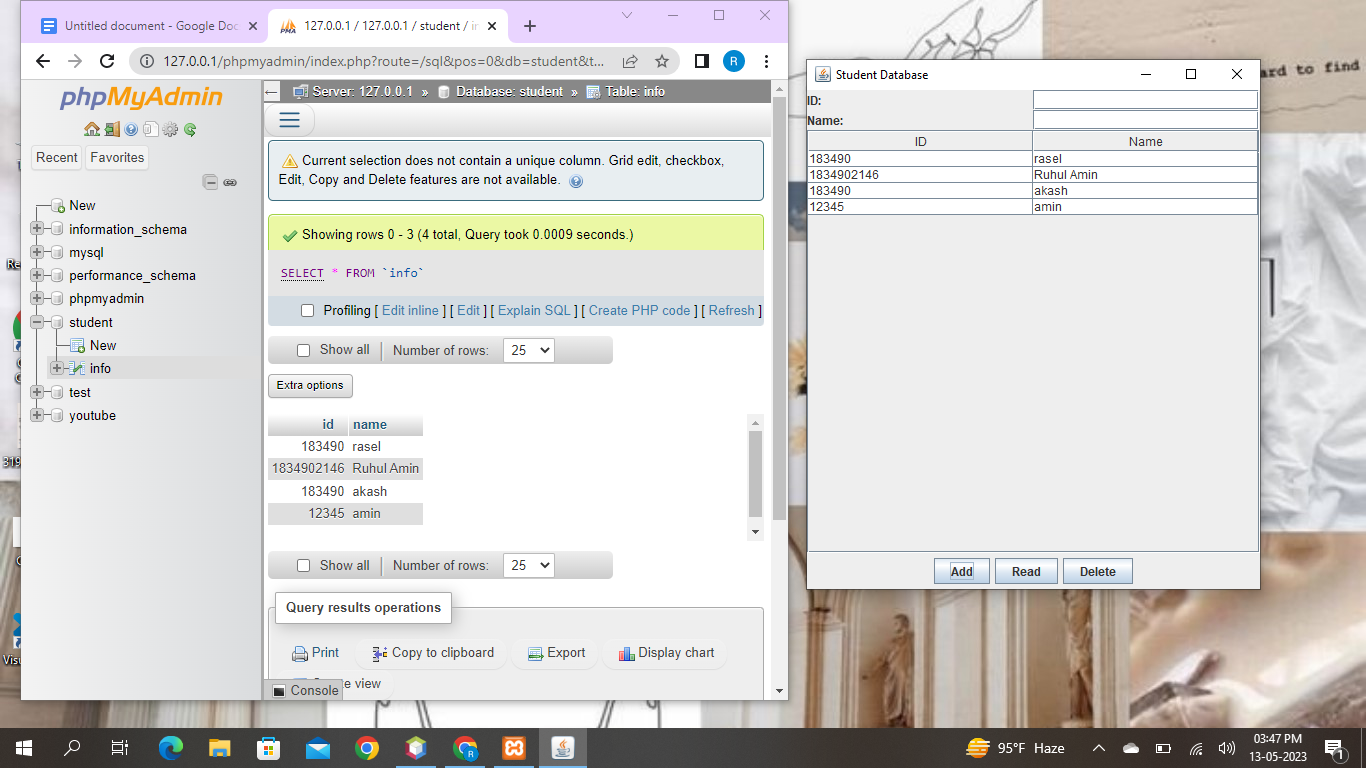 Untitled document - Google Doc
127.0.0.1 / 127.0.0.1 / student / i
127.0.0.1/phpmyadmin/index.php?route=/sql&pos=0&db=student&t...
R
phpMyAdmin
Recent
Favorites
New
information_schema
mysql
performance_schema
phpmyadmin
student
New
info
test
youtube
Server: 127.0.0.1 » Database: student » Table: info
Current selection does not contain a unique column. Grid edit, checkbox,
Edit, Copy and Delete features are not available.
Showing rows 0 - 3 (4 total, Query took 0.0009 seconds.)
SELECT * FROM `info`
Profiling [ Edit inline ] [ Edit ] [ Explain SQL ] [ Create PHP code ] [ Refresh ]
Show all Number of rows: 25
Extra options
id name
183490 rasel
1834902146 Ruhul Amin
183490 akash
12345 amin
Show all Number of rows: 25
Query results operations
Print Copy to clipboard Export Display chart
view
Console
Student Database
ID:
Name:
ID Name
183490 rasel
1834902146 Ruhul Amin
183490 akash
12345 amin
Add Read Delete
ard to find
Re
319
Visu
95°F Haze
03:47 PM
13-05-2023
1